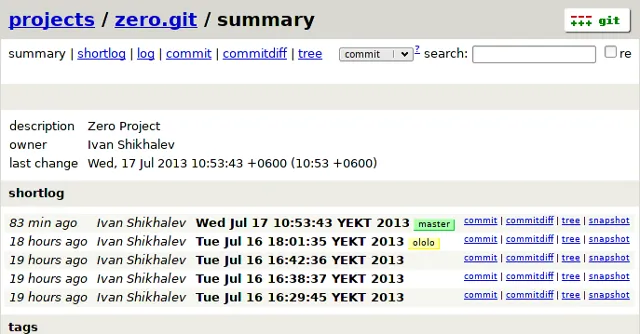 projects / zero.git / summary
--- +++ git
summary | shortlog | log | commit | commitdiff | tree commit ? search: re
description Zero Project
owner Ivan Shikhalev
last change Wed, 17 Jul 2013 10:53:43 +0600 (10:53 +0600)
shortlog
83 min ago Ivan Shikhalev Wed Jul 17 10:53:43 YEKT 2013 master commit | commitdiff | tree | snapshot
18 hours ago Ivan Shikhalev Tue Jul 16 18:01:35 YEKT 2013 ololo commit | commitdiff | tree | snapshot
19 hours ago Ivan Shikhalev Tue Jul 16 16:42:36 YEKT 2013 commit | commitdiff | tree | snapshot
19 hours ago Ivan Shikhalev Tue Jul 16 16:38:37 YEKT 2013 commit | commitdiff | tree | snapshot
19 hours ago Ivan Shikhalev Tue Jul 16 16:29:45 YEKT 2013 commit | commitdiff | tree | snapshot
tags